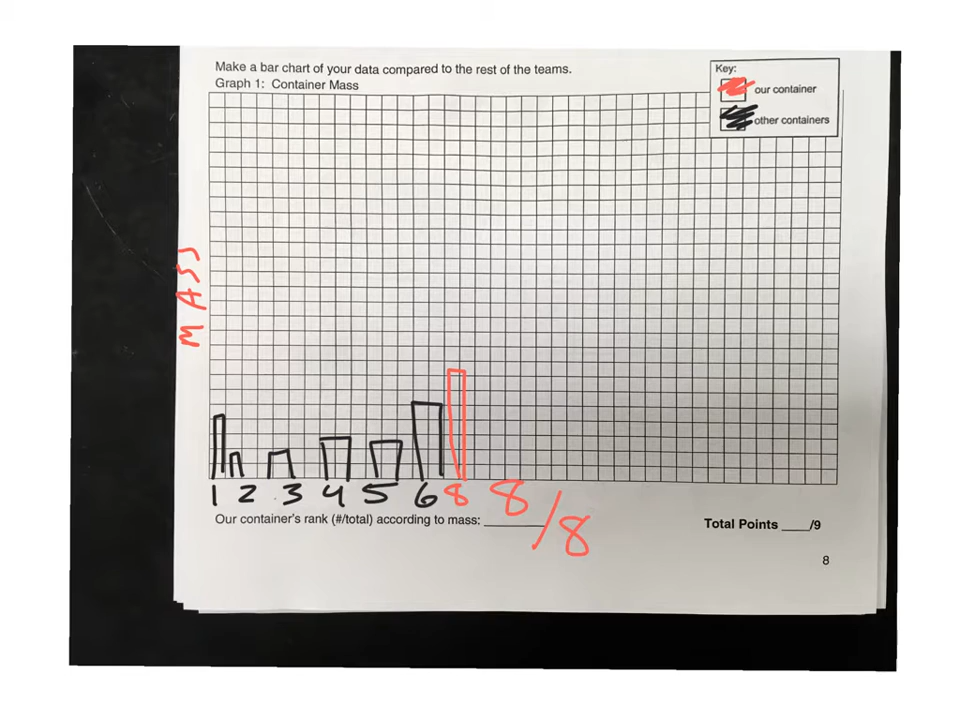 Make a bar chart of your data compared to the rest of the teams.
Graph 1: Container Mass
Key:
our container
other containers
MASS
1 2 3 4 5 6 8
Our container's rank (#/total) according to mass: ________ 8/8
Total Points ____/9
8